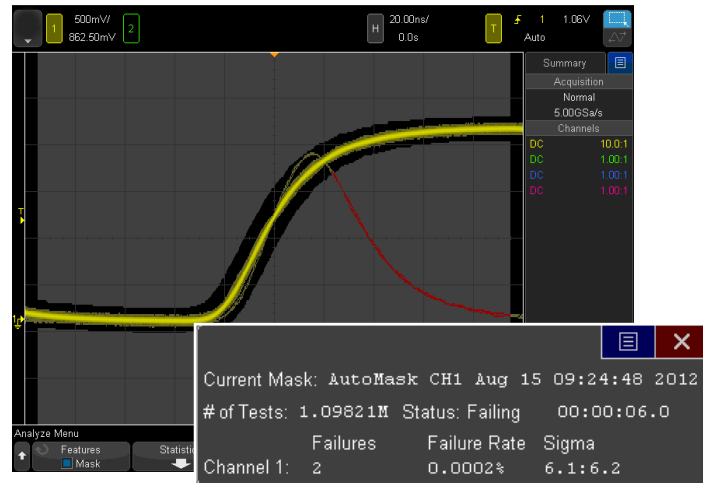 1 500mV/ 2 H 20.00ns/ T 1 1.06V
862.50mV 0.0s Auto
Summary
Acquisition
Normal
5.00GSa/s
Channels
DC 10.0:1
DC 1.00:1
DC 1.00:1
DC 1.00:1
T
1
Current Mask: AutoMask CH1 Aug 15 09:24:48 2012
# of Tests: 1.09821M Status: Failing 00:00:06.0
Failures Failure Rate Sigma
Channel 1: 2 0.0002% 6.1:6.2
Analyze Menu
Features Statistic
Mask